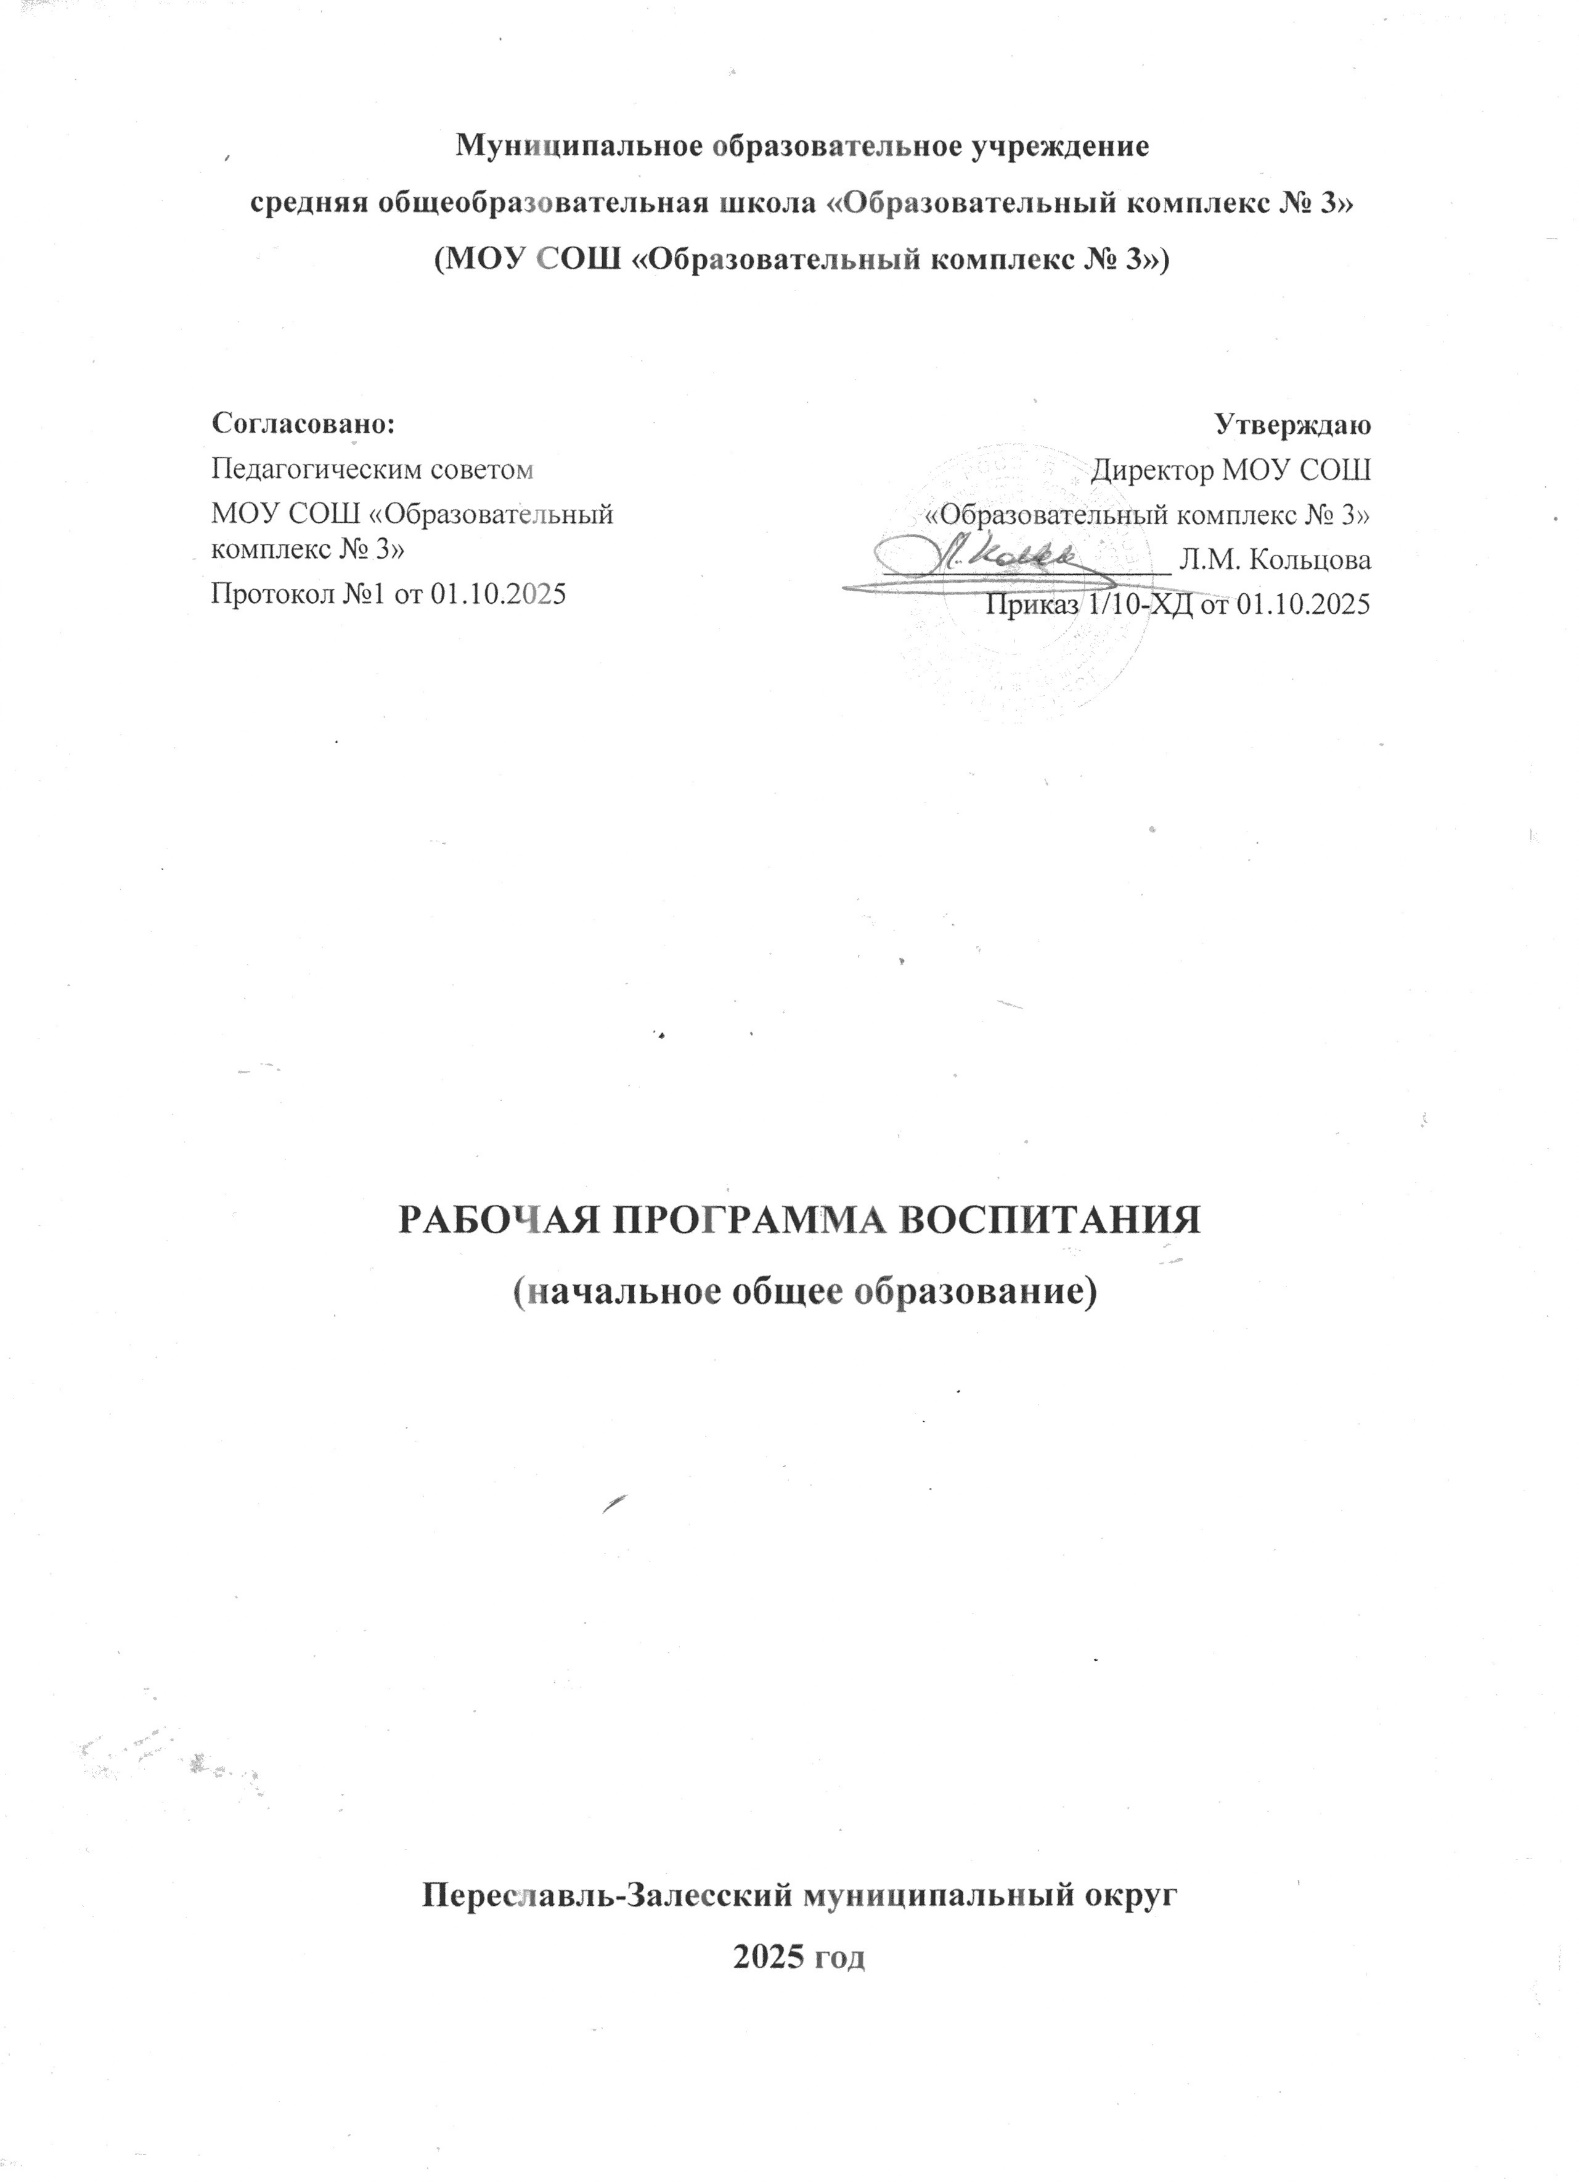 Муниципальное образовательное учреждение
средняя общеобразовательная школа «Образовательный комплекс № 3»
(МОУ СОШ «Образовательный комплекс № 3»)
Согласовано:
Педагогическим советом
МОУ СОШ «Образовательный
комплекс № 3»
Протокол №1 от 01.10.2025
Утверждаю
Директор МОУ СОШ
«Образовательный комплекс № 3»
Л.М. Кольцова
Приказ 1/10-ХД от 01.10.2025
РАБОЧАЯ ПРОГРАММА ВОСПИТАНИЯ
(начальное общее образование)
Переславль-Залесский муниципальный округ
2025 год